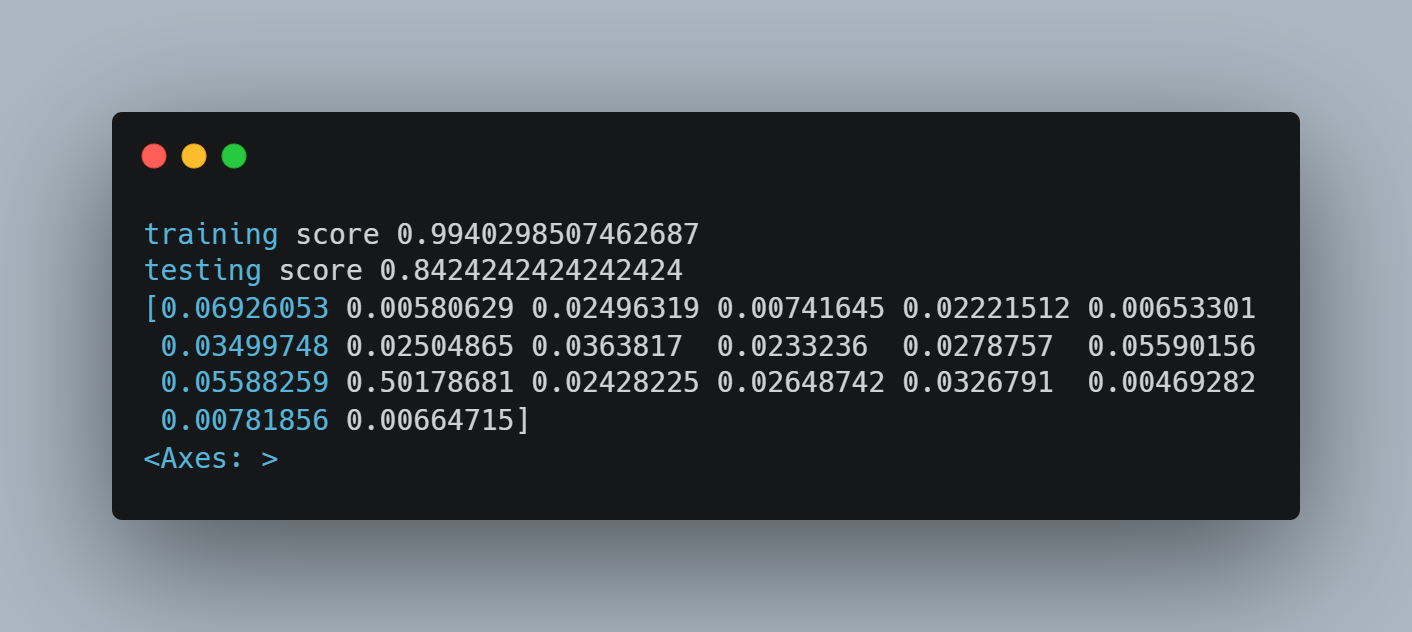 training score 0.9940298507462687
testing score 0.8424242424242424
[0.06926053 0.00580629 0.02496319 0.00741645 0.02221512 0.00653301
 0.03499748 0.02504865 0.0363817  0.0233236  0.0278757  0.05590156
 0.05588259 0.50178681 0.02428225 0.02648742 0.0326791  0.00469282
 0.00781856 0.00664715]
<Axes: >